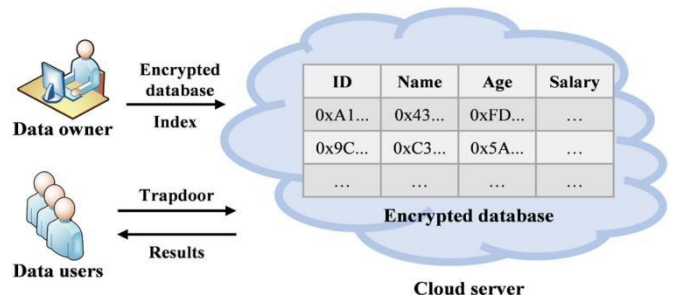 Encrypted
database
Index
Data owner
Trapdoor
Results
Data users
ID Name Age Salary
0xA1... 0x43... 0xFD... ...
0x9C... 0xC3... 0x5A... ...
... ... ... ...
Encrypted database
Cloud server